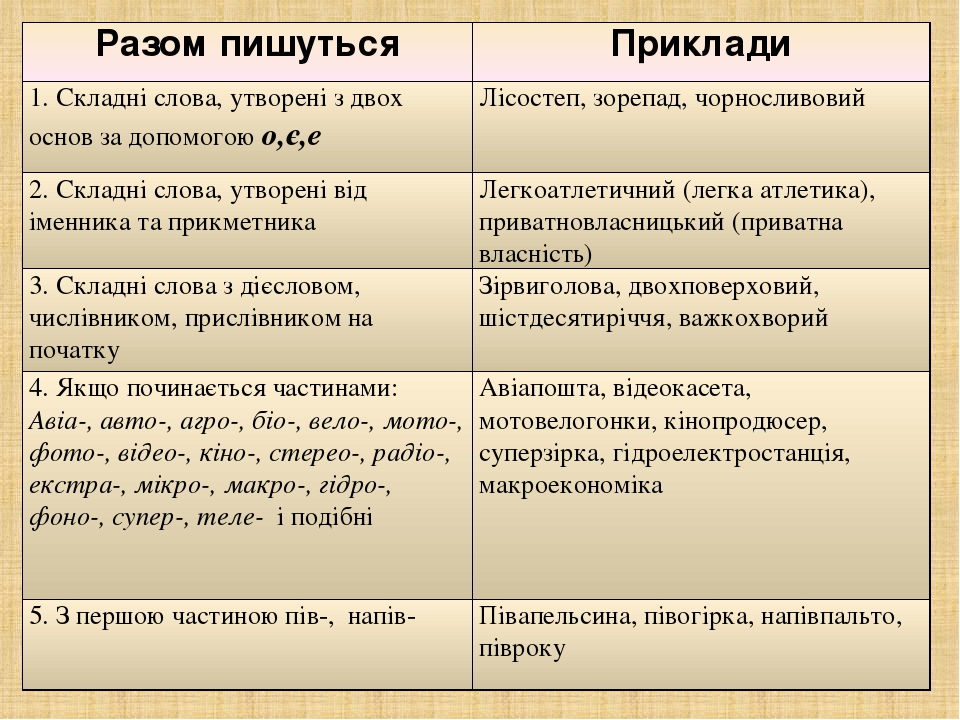 Разом пишуться
Приклади
1. Складні слова, утворені з двох
основ за допомогою о,є,е
Лісостеп, зорепад, чорносливовий
2. Складні слова, утворені від
іменника та прикметника
Легкоатлетичний (легка атлетика),
приватновласницький (приватна
власність)
3. Складні слова з дієсловом,
числівником, прислівником на
початку
Зірвиголова, двохповерховий,
шістдесятиріччя, важкохворий
4. Якщо починається частинами:
Авіа-, авто-, агро-, біо-, вело-, мото-,
фото-, відео-, кіно-, стерео-, радіо-,
екстра-, мікро-, макро-, гідро-,
фоно-, супер-, теле- і подібні
Авіапошта, відеокасета,
мотовелогонки, кінопродюсер,
суперзірка, гідроелектростанція,
макроекономіка
5. З першою частиною пів-, напів-
Півапельсина, півогірка, напівпальто,
півроку